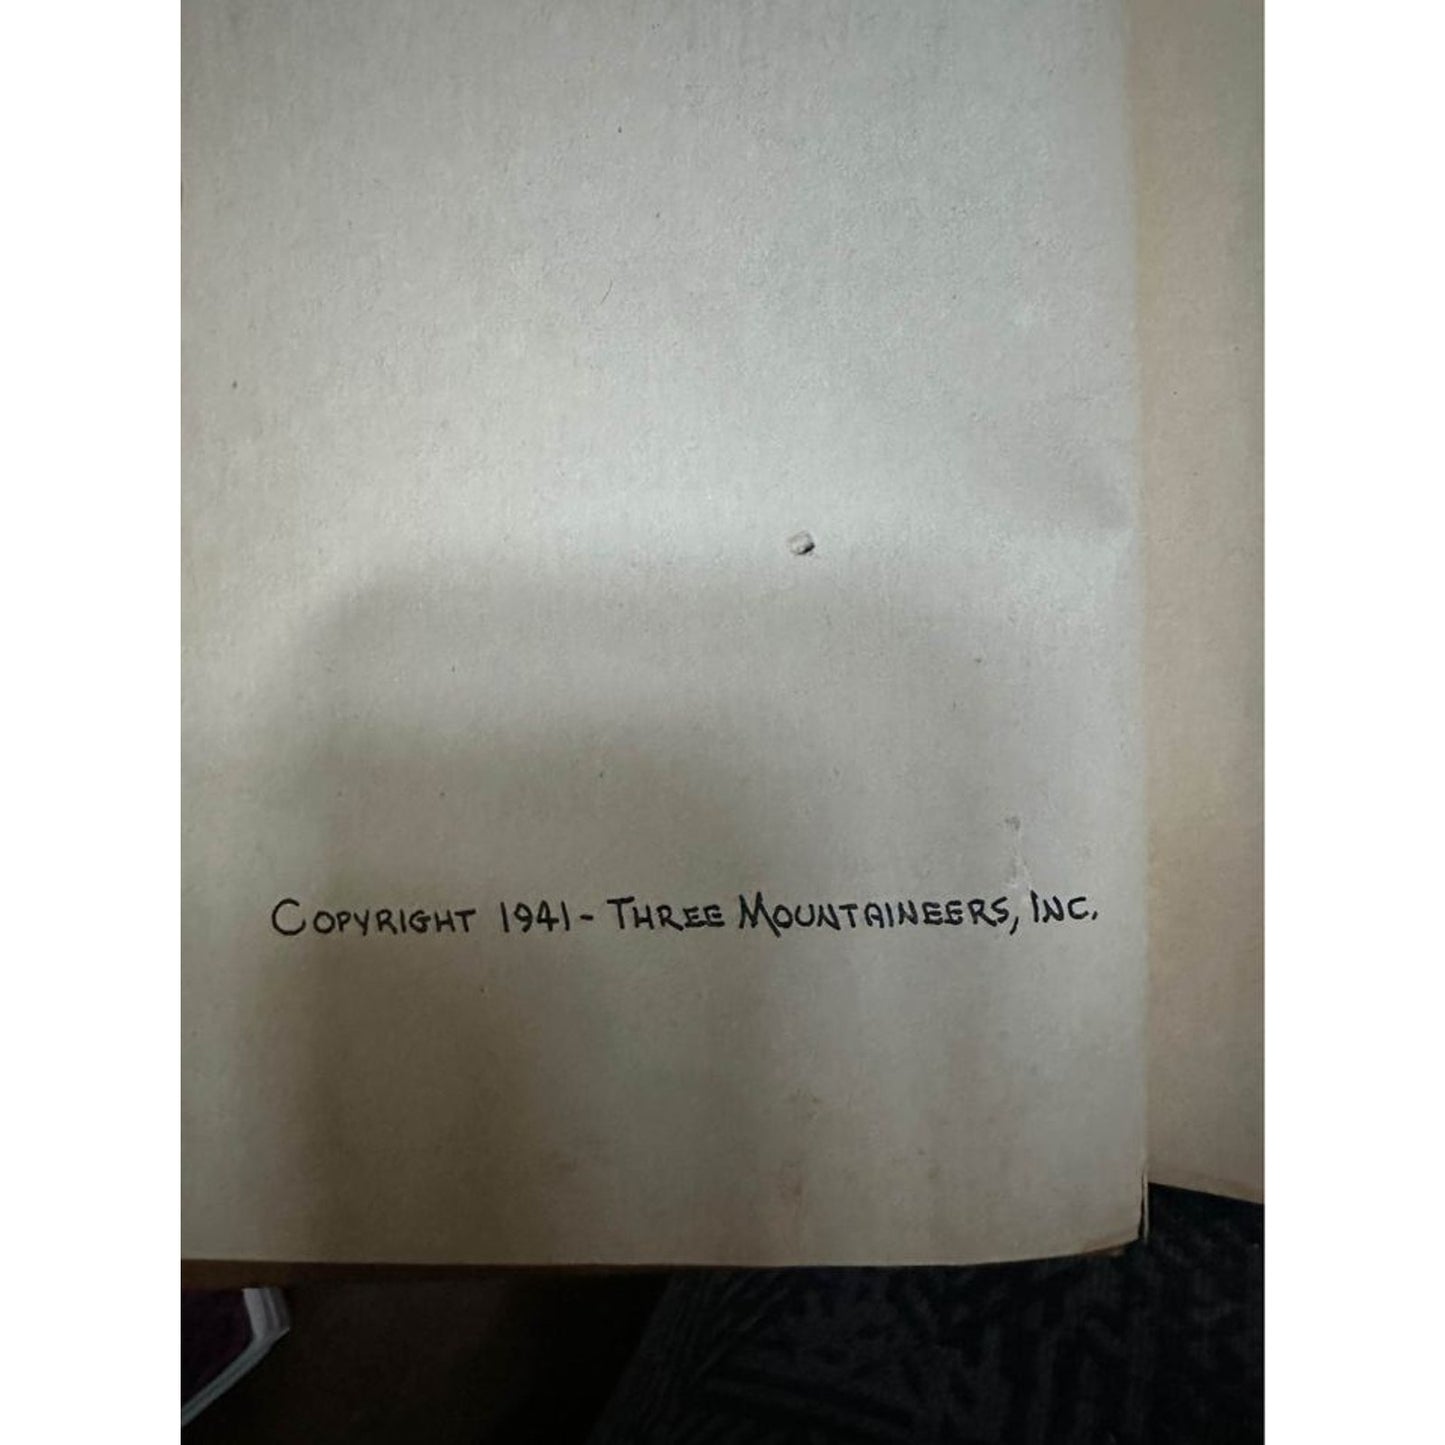 COPYRIGHT 1941- THREE MOUNTAINEERS, INC.